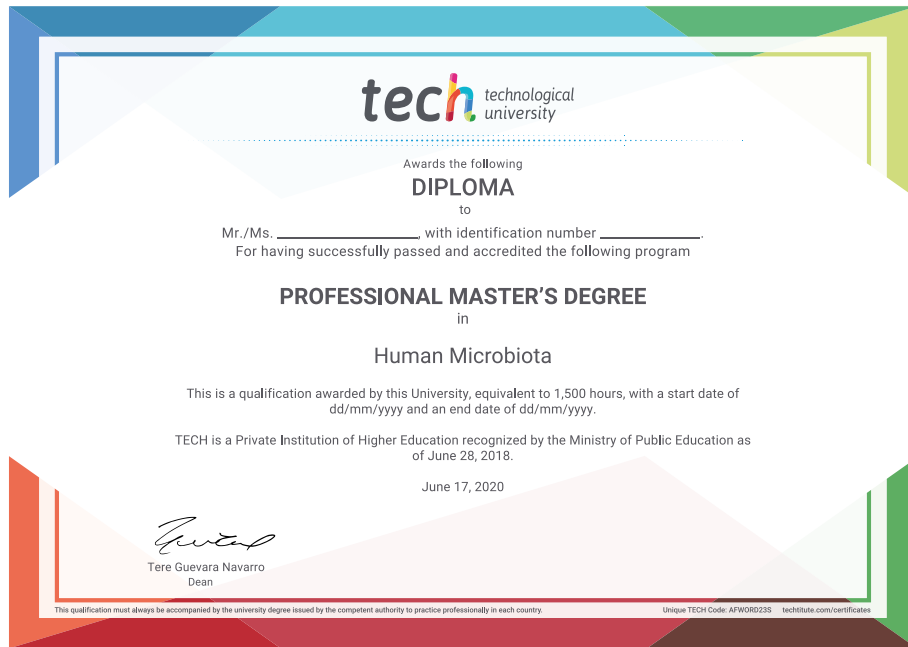 tech technological
university
Awards the following
DIPLOMA
to
Mr./Ms. ____________________, with identification number ______________.
For having successfully passed and accredited the following program
PROFESSIONAL MASTER'S DEGREE
in
Human Microbiota
This is a qualification awarded by this University, equivalent to 1,500 hours, with a start date of
dd/mm/yyyy and an end date of dd/mm/yyyy.
TECH is a Private Institution of Higher Education recognized by the Ministry of Public Education as
of June 28, 2018.
June 17, 2020
Tere Guevara Navarro
Dean
This qualification must always be accompanied by the university degree issued by the competent authority to practice professionally in each country.
Unique TECH Code: AFWORD23S techtitute.com/certificates